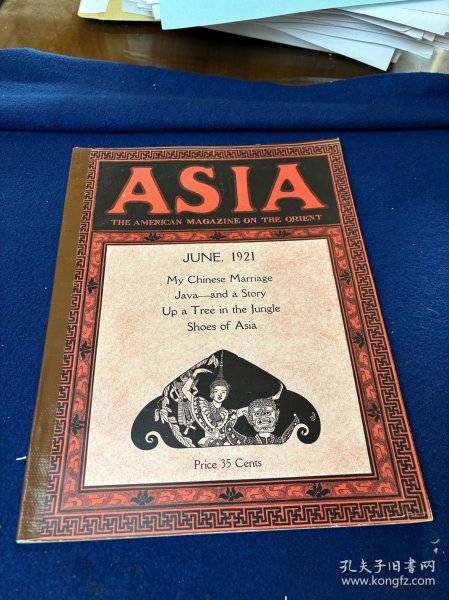 ASIA
THE AMERICAN MAGAZINE ON THE ORIENT
JUNE, 1921
My Chinese Marriage
Java—and a Story
Up a Tree in the Jungle
Shoes of Asia
Price 35 Cents
孔夫子旧书网
www.kongfz.com